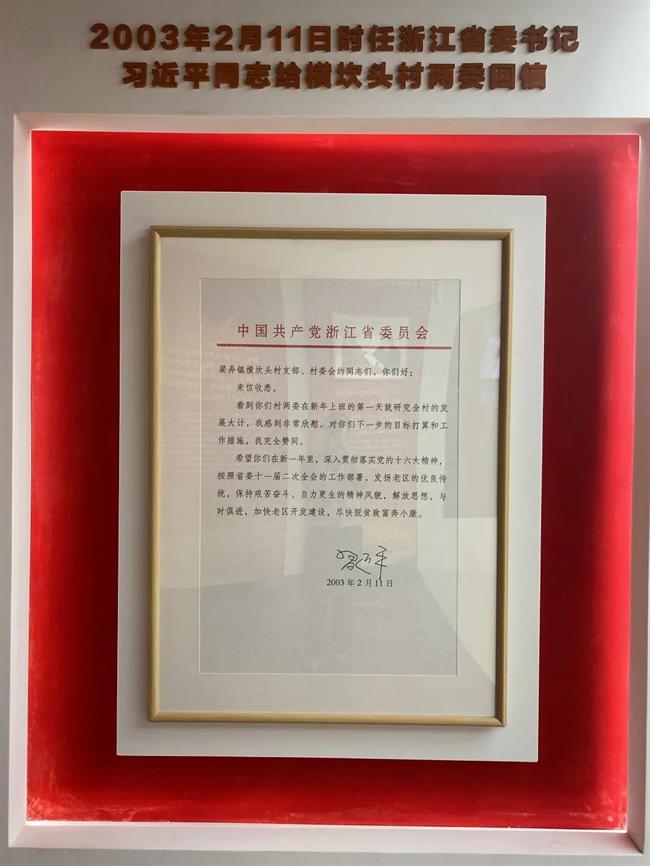 2003年2月11日时任浙江省委书记
习近平同志给横坎头村两委回信
中国共产党浙江省委员会
梁弄镇横坎头村支部、村委会的同志们，你们好：
来信收悉。
看到你们村两委在新年上班的第一天就研究全村的发
展大计，我感到非常欣慰。对你们下一步的目标打算和工
作措施，我完全赞同。
希望你们在新一年里，深入贯彻落实党的十六大精神，
按照省委十一届二次全会的工作部署，发扬老区的优良传
统，保持艰苦奋斗、自力更生的精神风貌，解放思想，与
时俱进，加快老区开发建设，尽快脱贫致富奔小康。
习近平
2003年2月11日